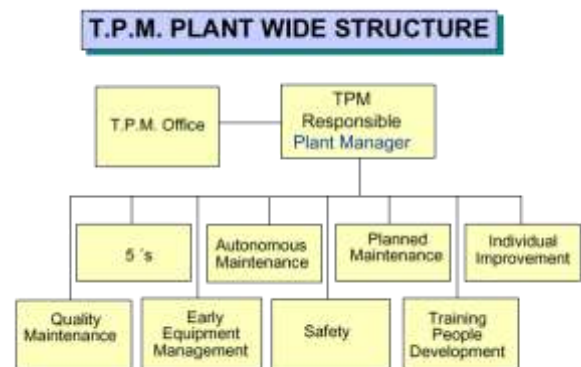 T.P.M. PLANT WIDE STRUCTURE
T.P.M. Office
TPM
Responsible
Plant Manager
5 ´s
Autonomous
Maintenance
Planned
Maintenance
Individual
Improvement
Quality
Maintenance
Early
Equipment
Management
Safety
Training
People
Development